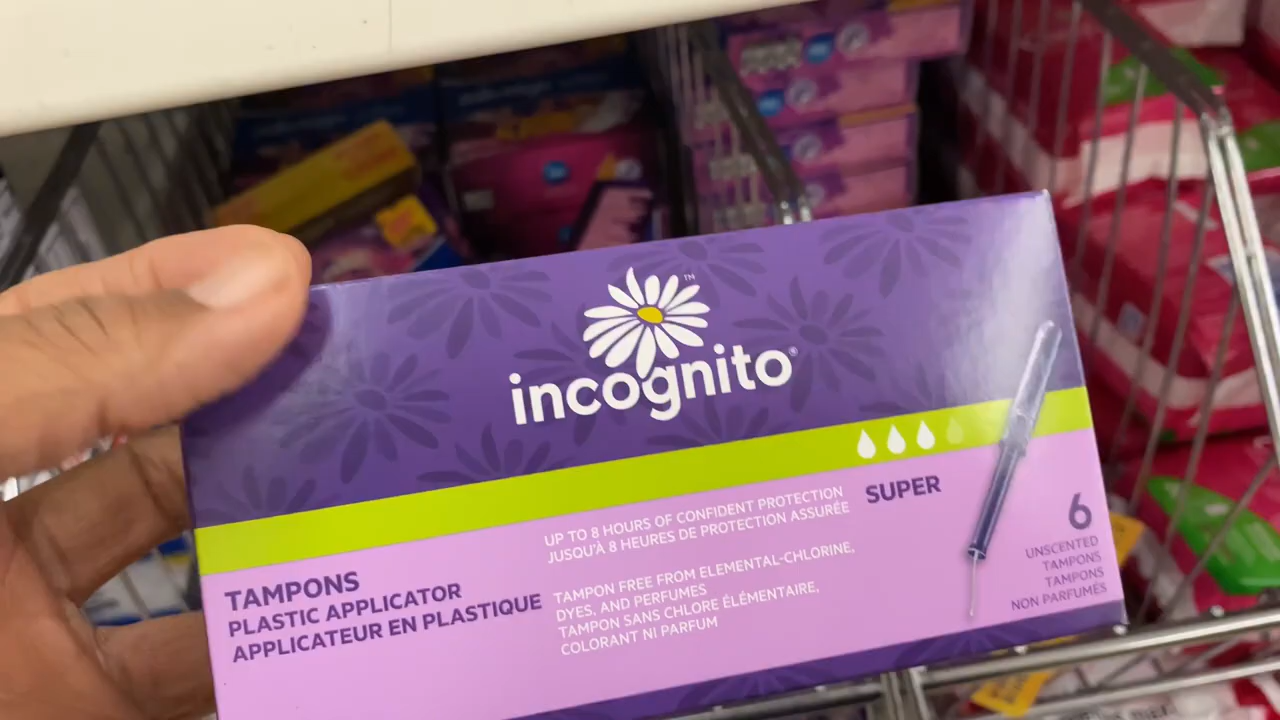 incognito®
™
SUPER
UP TO 8 HOURS OF CONFIDENT PROTECTION
JUSQU'À 8 HEURES DE PROTECTION ASSURÉE
TAMPONS
PLASTIC APPLICATOR
APPLICATEUR EN PLASTIQUE
TAMPON FREE FROM ELEMENTAL-CHLORINE,
DYES, AND PERFUMES
TAMPON SANS CHLORE ÉLÉMENTAIRE,
COLORANT NI PARFUM
6
UNSCENTED
TAMPONS
TAMPONS
NON PARFUMÉS